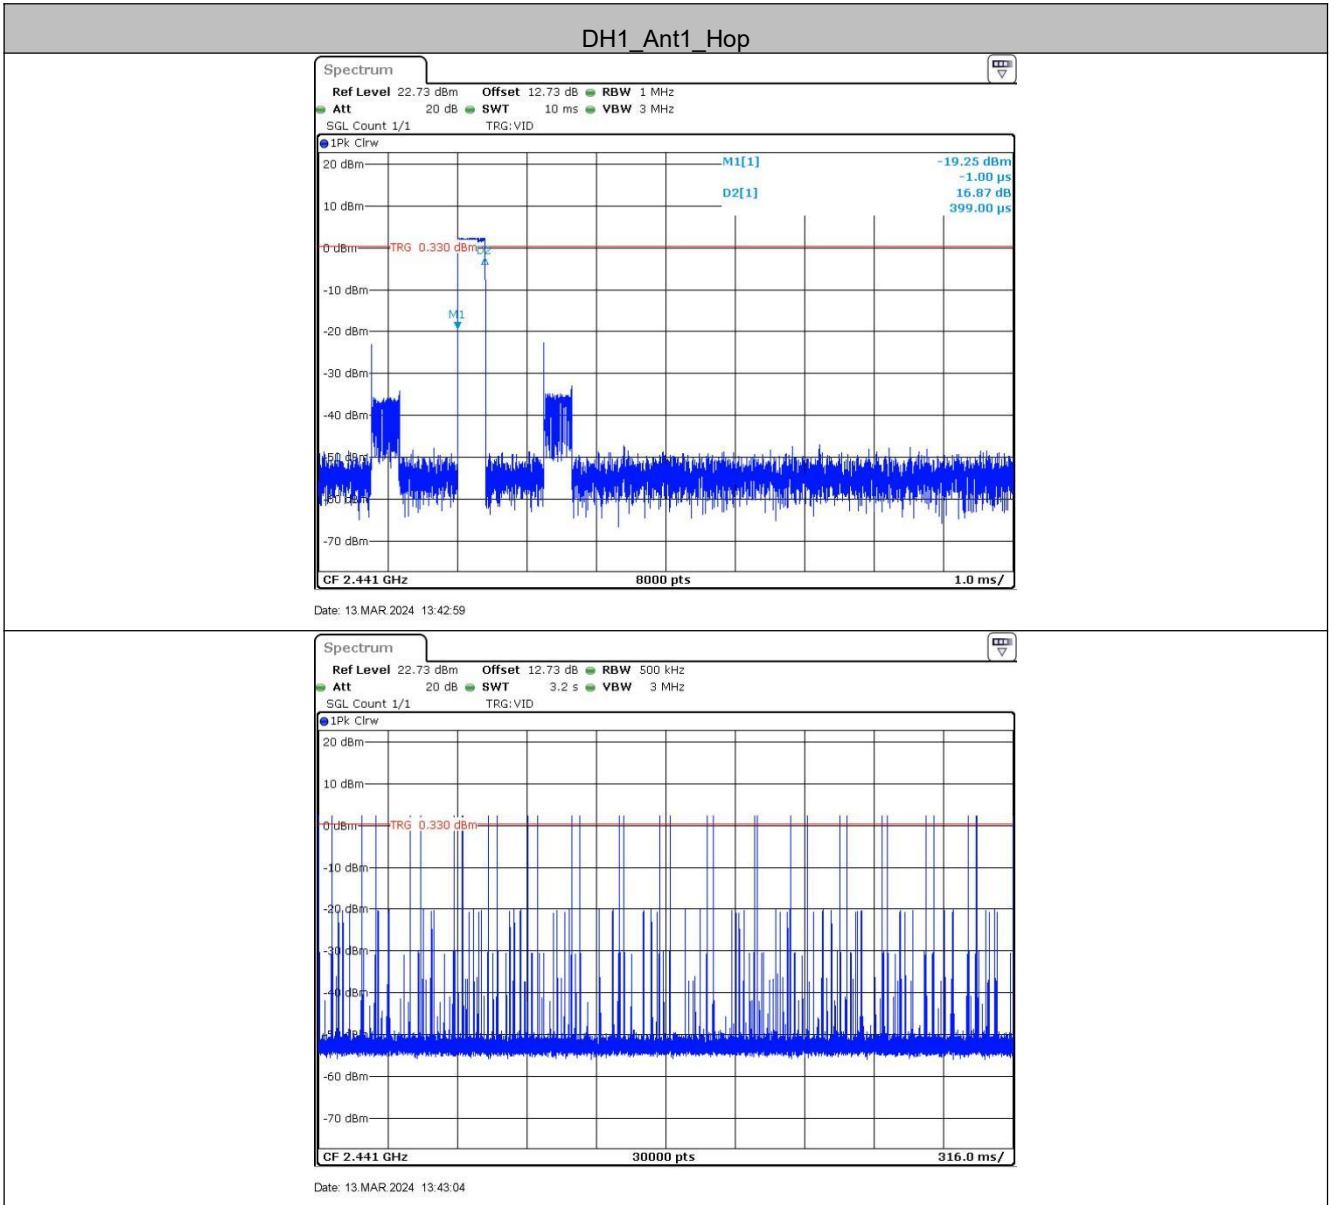 DH1_Ant1_Hop
Spectrum
Ref Level 22.73 dBm Offset 12.73 dB RBW 1 MHz
Att 20 dB SWT 10 ms VBW 3 MHz
SGL Count 1/1 TRG:VID
1Pk Clrw
M1[1] -19.25 dBm
-1.00 µs
D2[1] 16.87 dB
399.00 µs
20 dBm
10 dBm
0 dBm
TRG 0.330 dBm
D2
-10 dBm
M1
-20 dBm
-30 dBm
-40 dBm
-50 dBm
-60 dBm
-70 dBm
CF 2.441 GHz 8000 pts 1.0 ms/
Date: 13.MAR.2024 13:42:59
Spectrum
Ref Level 22.73 dBm Offset 12.73 dB RBW 500 kHz
Att 20 dB SWT 3.2 s VBW 3 MHz
SGL Count 1/1 TRG:VID
1Pk Clrw
20 dBm
10 dBm
0 dBm
TRG 0.330 dBm
-10 dBm
-20 dBm
-30 dBm
-40 dBm
-60 dBm
-70 dBm
CF 2.441 GHz 30000 pts 316.0 ms/
Date: 13.MAR.2024 13:43:04